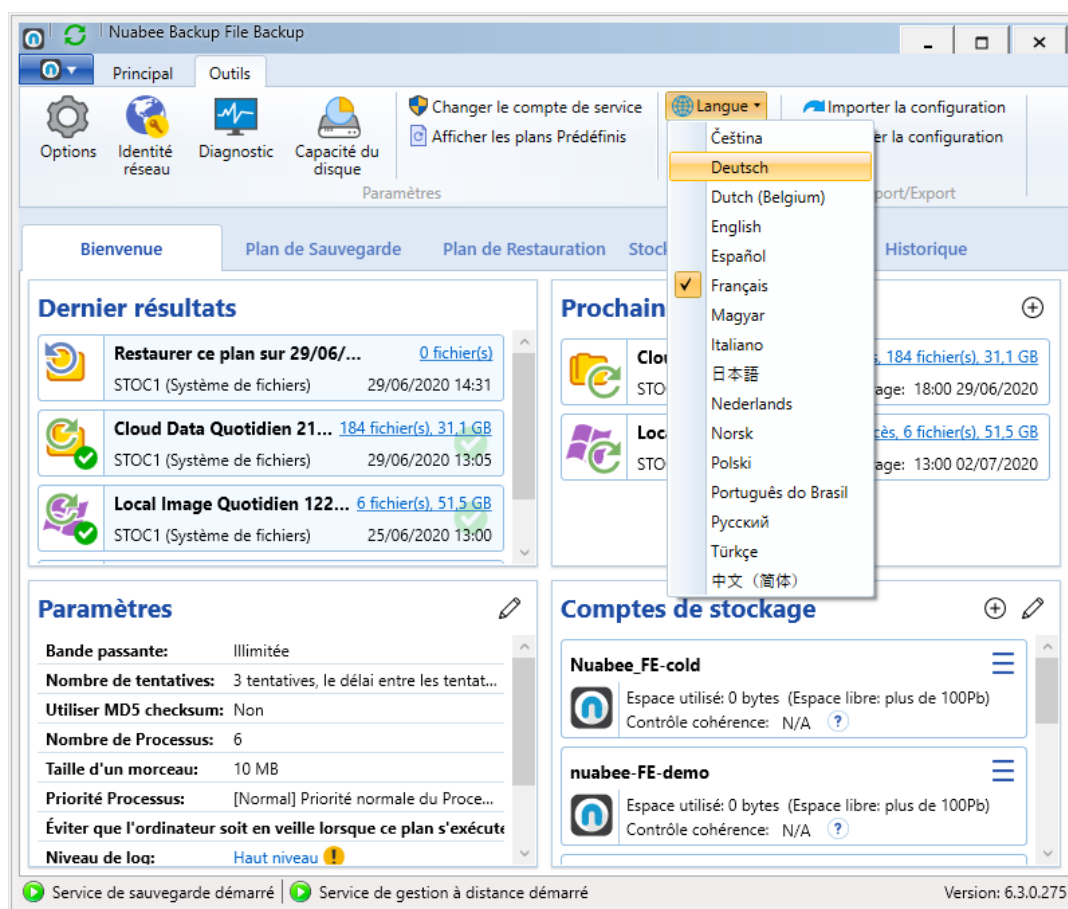 Nuabee Backup File Backup
Principal Outils
Options
Identité réseau
Diagnostic
Capacité du disque
Changer le compte de service
Afficher les plans Prédéfinis
Paramètres
Langue
Importer la configuration
er la configuration
port/Export
Čeština
Deutsch
Dutch (Belgium)
English
Español
Français
Magyar
Italiano
日本語
Nederlands
Norsk
Polski
Português do Brasil
Русский
Türkçe
中文（简体）
Bienvenue Plan de Sauvegarde Plan de Restauration Stock Historique
Dernier résultats
Restaurer ce plan sur 29/06/... 0 fichier(s)
STOC1 (Système de fichiers) 29/06/2020 14:31
Cloud Data Quotidien 21... 184 fichier(s), 31,1 GB
STOC1 (Système de fichiers) 29/06/2020 13:05
Local Image Quotidien 122... 6 fichier(s), 51,5 GB
STOC1 (Système de fichiers) 25/06/2020 13:00
Prochain
Clou s, 184 fichier(s), 31,1 GB
STO age: 18:00 29/06/2020
Loc cès, 6 fichier(s), 51,5 GB
STO age: 13:00 02/07/2020
Paramètres
Bande passante: Illimitée
Nombre de tentatives: 3 tentatives, le délai entre les tentat...
Utiliser MD5 checksum: Non
Nombre de Processus: 6
Taille d'un morceau: 10 MB
Priorité Processus: [Normal] Priorité normale du Proce...
Éviter que l'ordinateur soit en veille lorsque ce plan s'exécute
Niveau de log: Haut niveau
Comptes de stockage
Nuabee_FE-cold
Espace utilisé: 0 bytes (Espace libre: plus de 100Pb)
Contrôle cohérence: N/A ?
nuabee-FE-demo
Espace utilisé: 0 bytes (Espace libre: plus de 100Pb)
Contrôle cohérence: N/A ?
Service de sauvegarde démarré Service de gestion à distance démarré Version: 6.3.0.275